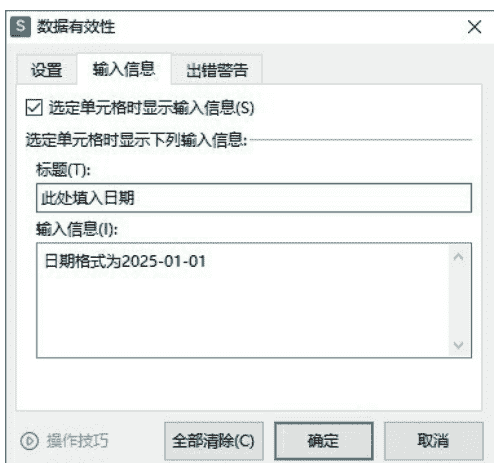 S 数据有效性
设置 输入信息 出错警告
选定单元格时显示输入信息(S)
选定单元格时显示下列输入信息:
标题(T):
此处填入日期
输入信息(I):
日期格式为2025-01-01
操作技巧 全部清除(C) 确定 取消